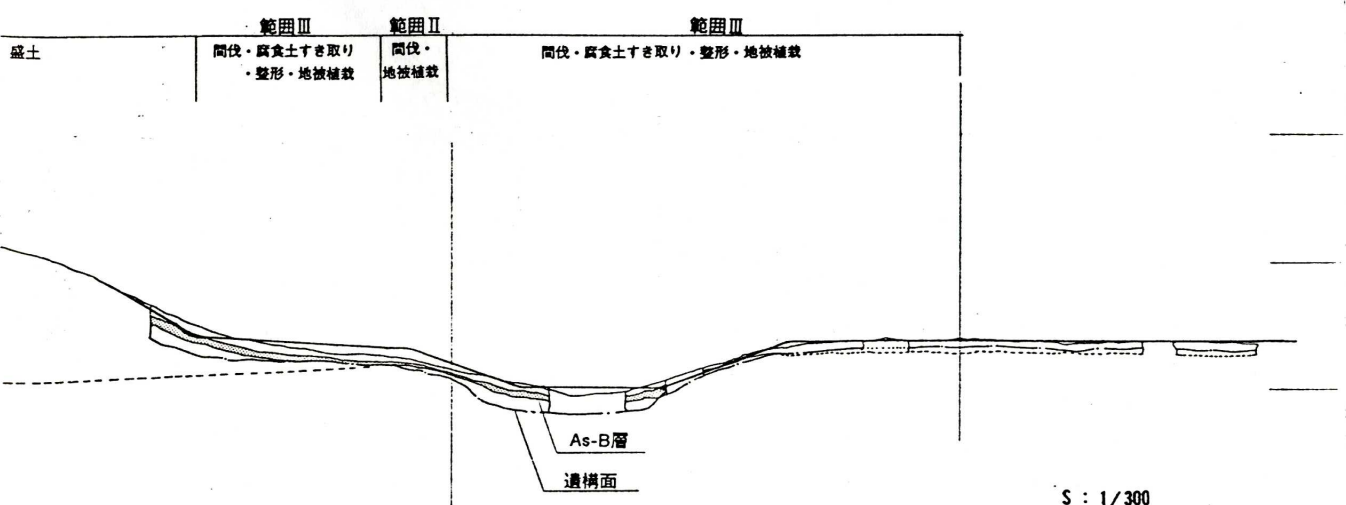 範囲Ⅲ
範囲Ⅱ
範囲Ⅲ
盛土
間伐・腐食土すき取り
・整形・地被植栽
間伐・
地被植栽
間伐・腐食土すき取り・整形・地被植栽
As-B層
遺構面
S : 1/300